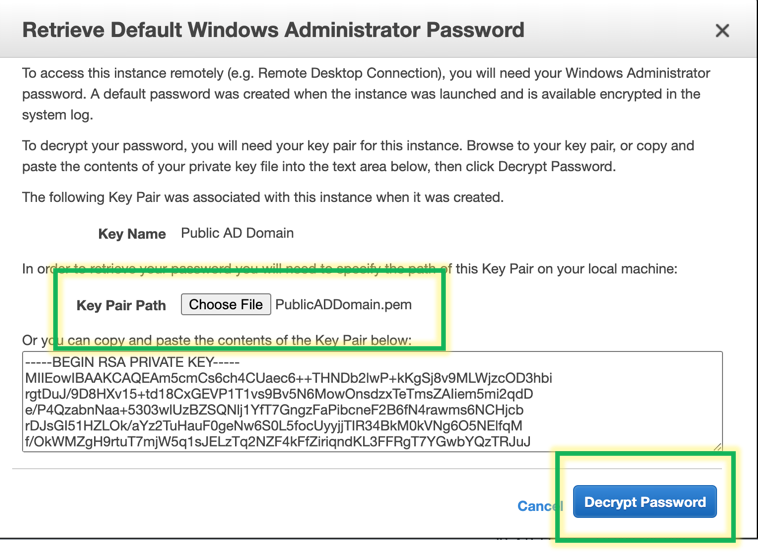 Retrieve Default Windows Administrator Password
To access this instance remotely (e.g. Remote Desktop Connection), you will need your Windows Administrator
password. A default password was created when the instance was launched and is available encrypted in the
system log.
To decrypt your password, you will need your key pair for this instance. Browse to your key pair, or copy and
paste the contents of your private key file into the text area below, then click Decrypt Password.
The following Key Pair was associated with this instance when it was created.
Key Name Public AD Domain
In order to retrieve your password you will need to specify the path of this Key Pair on your local machine:
Key Pair Path Choose File PublicADDomain.pem
Or you can copy and paste the contents of the Key Pair below:
-----BEGIN RSA PRIVATE KEY-----
MIIEowIBAAKCAQEAm5cmCs6ch4CUaec6++THNDb2lwP+kKgSj8v9MLWjzcOD3hbi
rgtDuJ/9D8HXv15+td18CxGEVP1T1vs9Bv5N6MowOnsdzxTeTmsZAIiem5mi2qdD
e/P4QzabnNaa+5303wlUzBZSQNlj1YfT7GngzFaPibcneF2B6fN4rawms6NCHjcb
rDJsGI51HZLOk/aYz2TuHauF0geNw6S0L5focUyyjjTlR34BkM0kVNg6O5NElfqM
f/OkWMZgH9rtuT7mjW5q1sJELzTq2NZF4kFfZiriqndKL3FFRgT7YGwbYQzTRJuJ
Cancel Decrypt Password